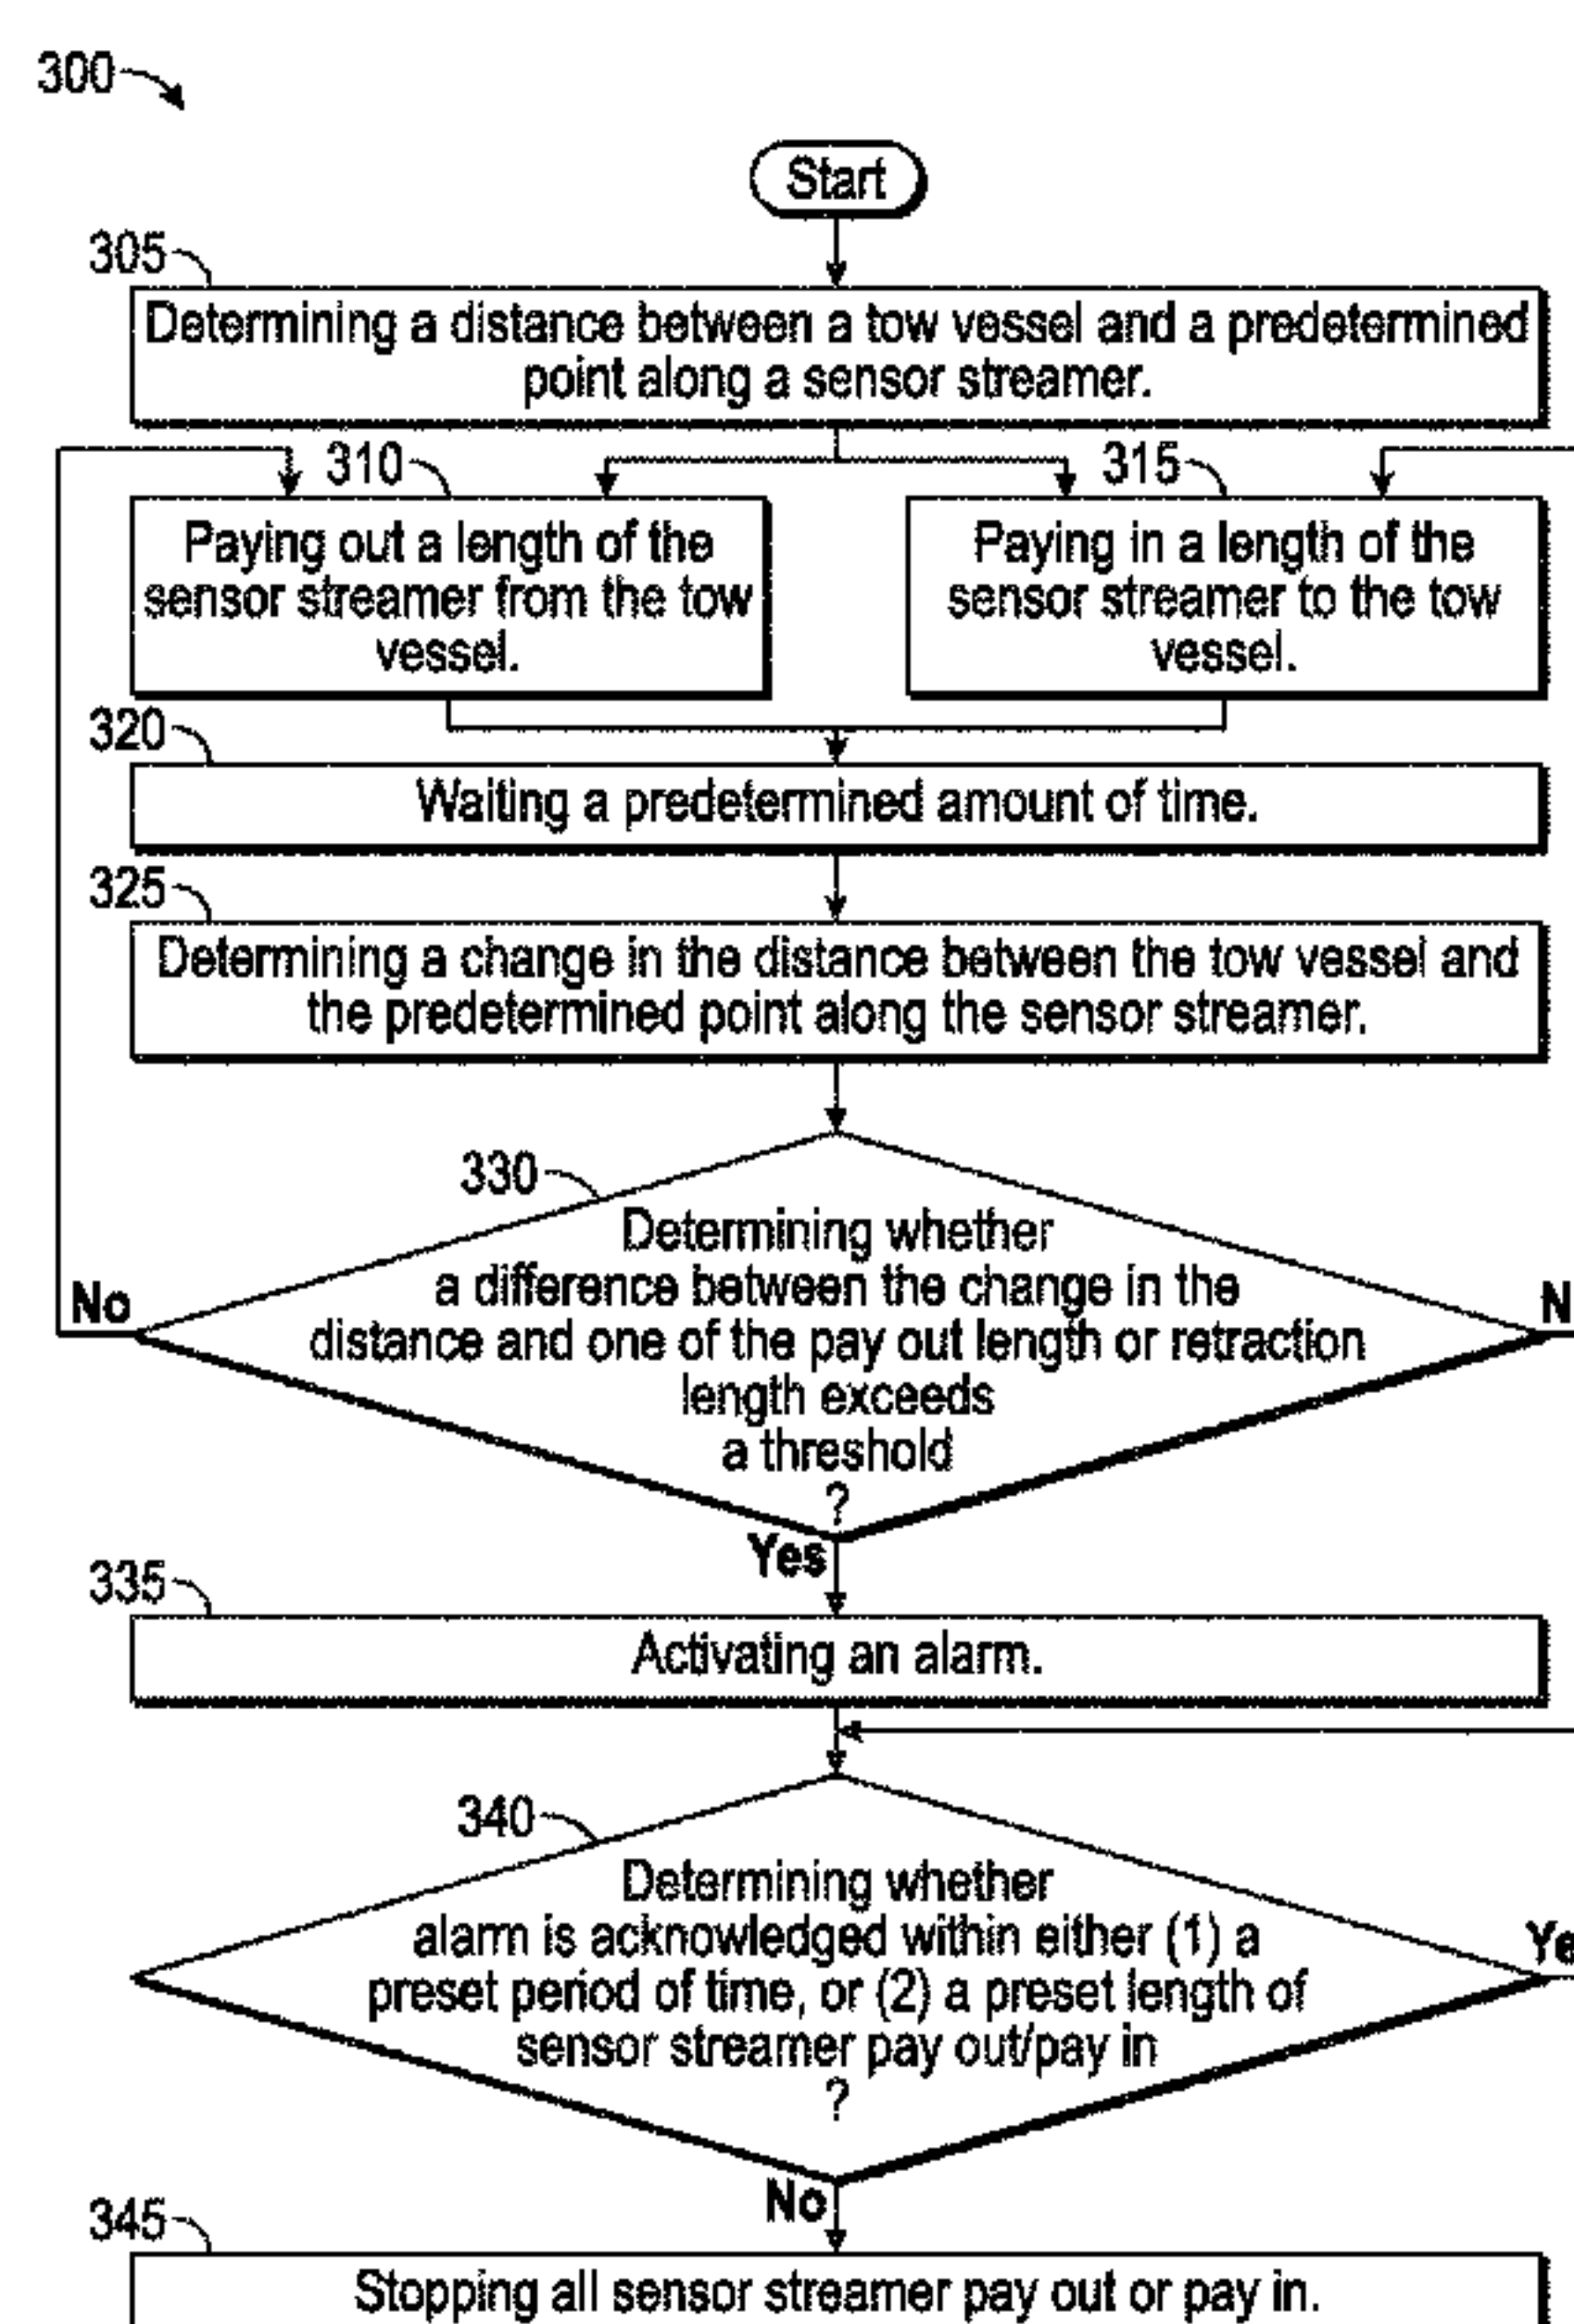 300
Start
305
Determining a distance between a tow vessel and a predetermined
point along a sensor streamer.
310
Paying out a length of the
sensor streamer from the tow
vessel.
315
Paying in a length of the
sensor streamer to the tow
vessel.
320
Waiting a predetermined amount of time.
325
Determining a change in the distance between the tow vessel and
the predetermined point along the sensor streamer.
330
Determining whether
a difference between the change in the
distance and one of the pay out length or retraction
length exceeds
a threshold
?
No
N
Yes
335
Activating an alarm.
340
Determining whether
alarm is acknowledged within either (1) a
preset period of time, or (2) a preset length of
sensor streamer pay out/pay in
?
Ye
No
345
Stopping all sensor streamer pay out or pay in.